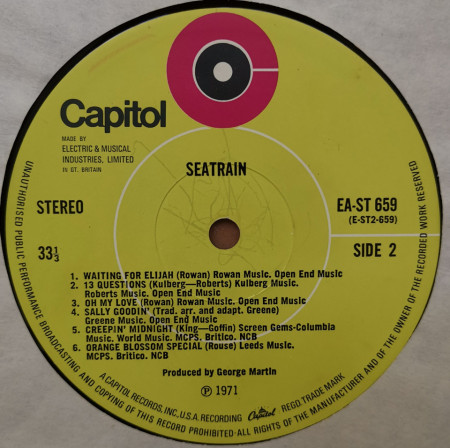 Capitol
MADE BY
ELECTRIC & MUSICAL
INDUSTRIES, LIMITED
IN GT. BRITAIN
SEATRAIN
STEREO
33⅓
EA-ST 659
(E-ST2-659)
SIDE 2
1. WAITING FOR ELIJAH (Rowan) Rowan Music. Open End Music
2. 13 QUESTIONS (Kulberg—Roberts) Kulberg Music.
Roberts Music. Open End Music
3. OH MY LOVE (Rowan) Rowan Music. Open End Music
4. SALLY GOODIN' (Trad. arr. and adapt. Greene)
Greene Music. Open End Music
5. CREEPIN' MIDNIGHT (King—Goffin) Screen Gems-Columbia
Music. World Music. MCPS. Britico. NCB
6. ORANGE BLOSSOM SPECIAL (Rouse) Leeds Music.
MCPS. Britico. NCB
Produced by George Martin
Ⓟ 1971
A CAPITOL RECORDS, INC., U.S.A. RECORDING Capitol REGD. TRADE MARK
ALL RIGHTS OF THE MANUFACTURER AND OF THE OWNER OF THE RECORDED WORK RESERVED.
UNAUTHORISED PUBLIC PERFORMANCE BROADCASTING AND COPYING OF THIS RECORD PROHIBITED